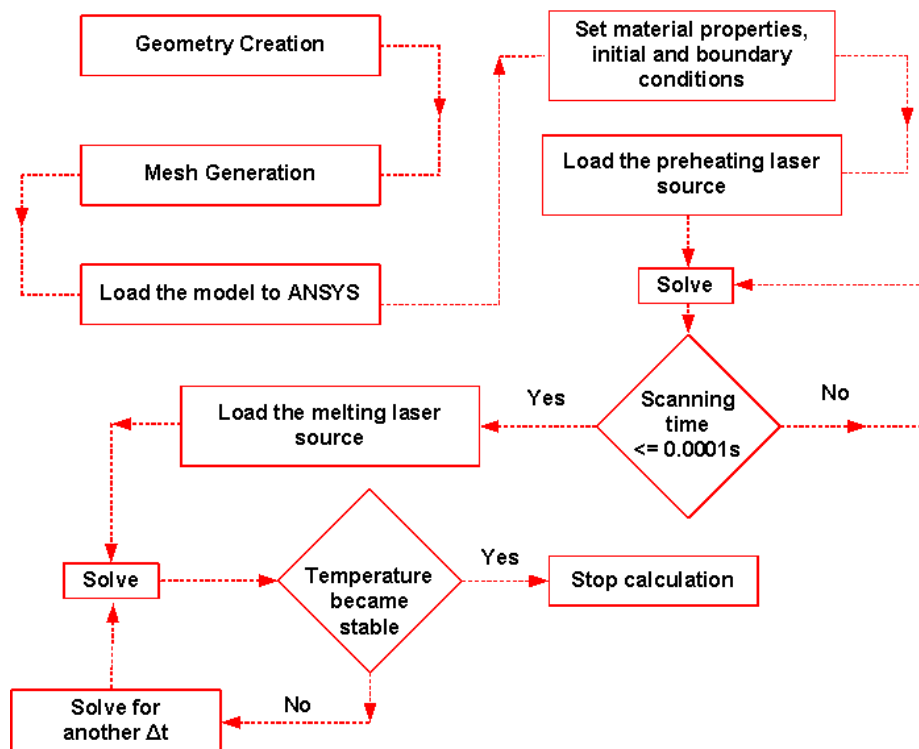 Geometry Creation
Set material properties,
initial and boundary
conditions
Mesh Generation
Load the preheating laser
source
Load the model to ANSYS
Solve
Scanning
time
<= 0.0001s
Yes
No
Load the melting laser
source
Solve
Temperature
became
stable
Yes
Stop calculation
No
Solve for
another Δt